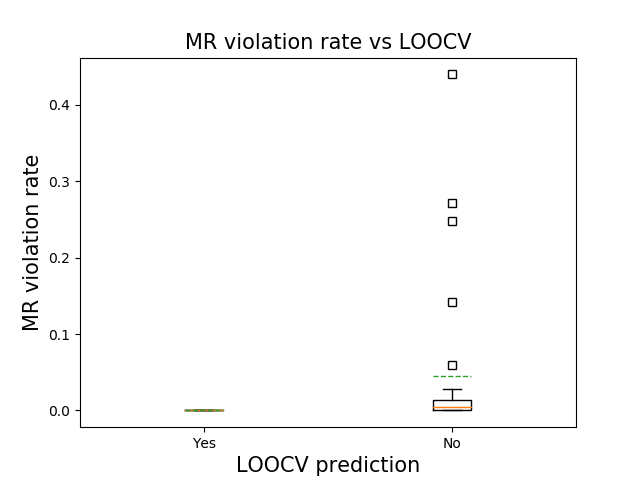 MR violation rate vs LOOCV
MR violation rate
0.4
0.3
0.2
0.1
0.0
Yes
No
LOOCV prediction